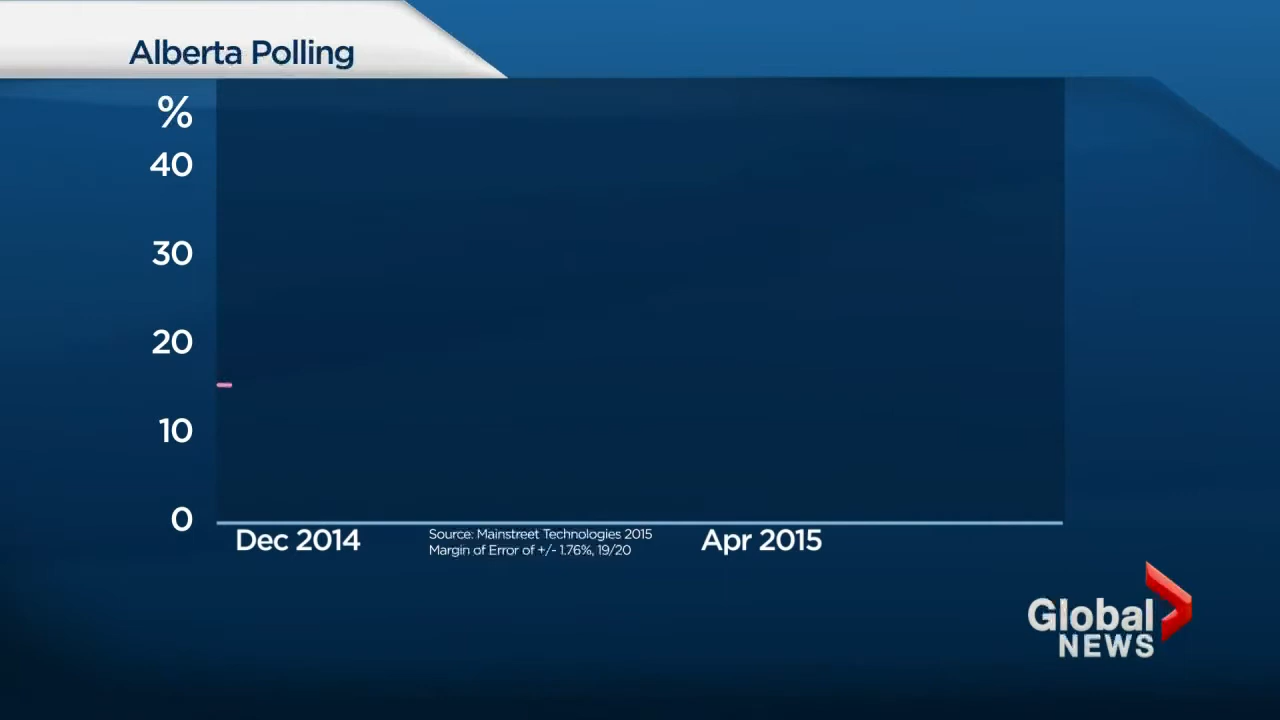 Alberta Polling
%
40
30
20
10
0
Dec 2014
Source: Mainstreet Technologies 2015
Margin of Error of +/- 1.76%, 19/20
Apr 2015
Global
NEWS